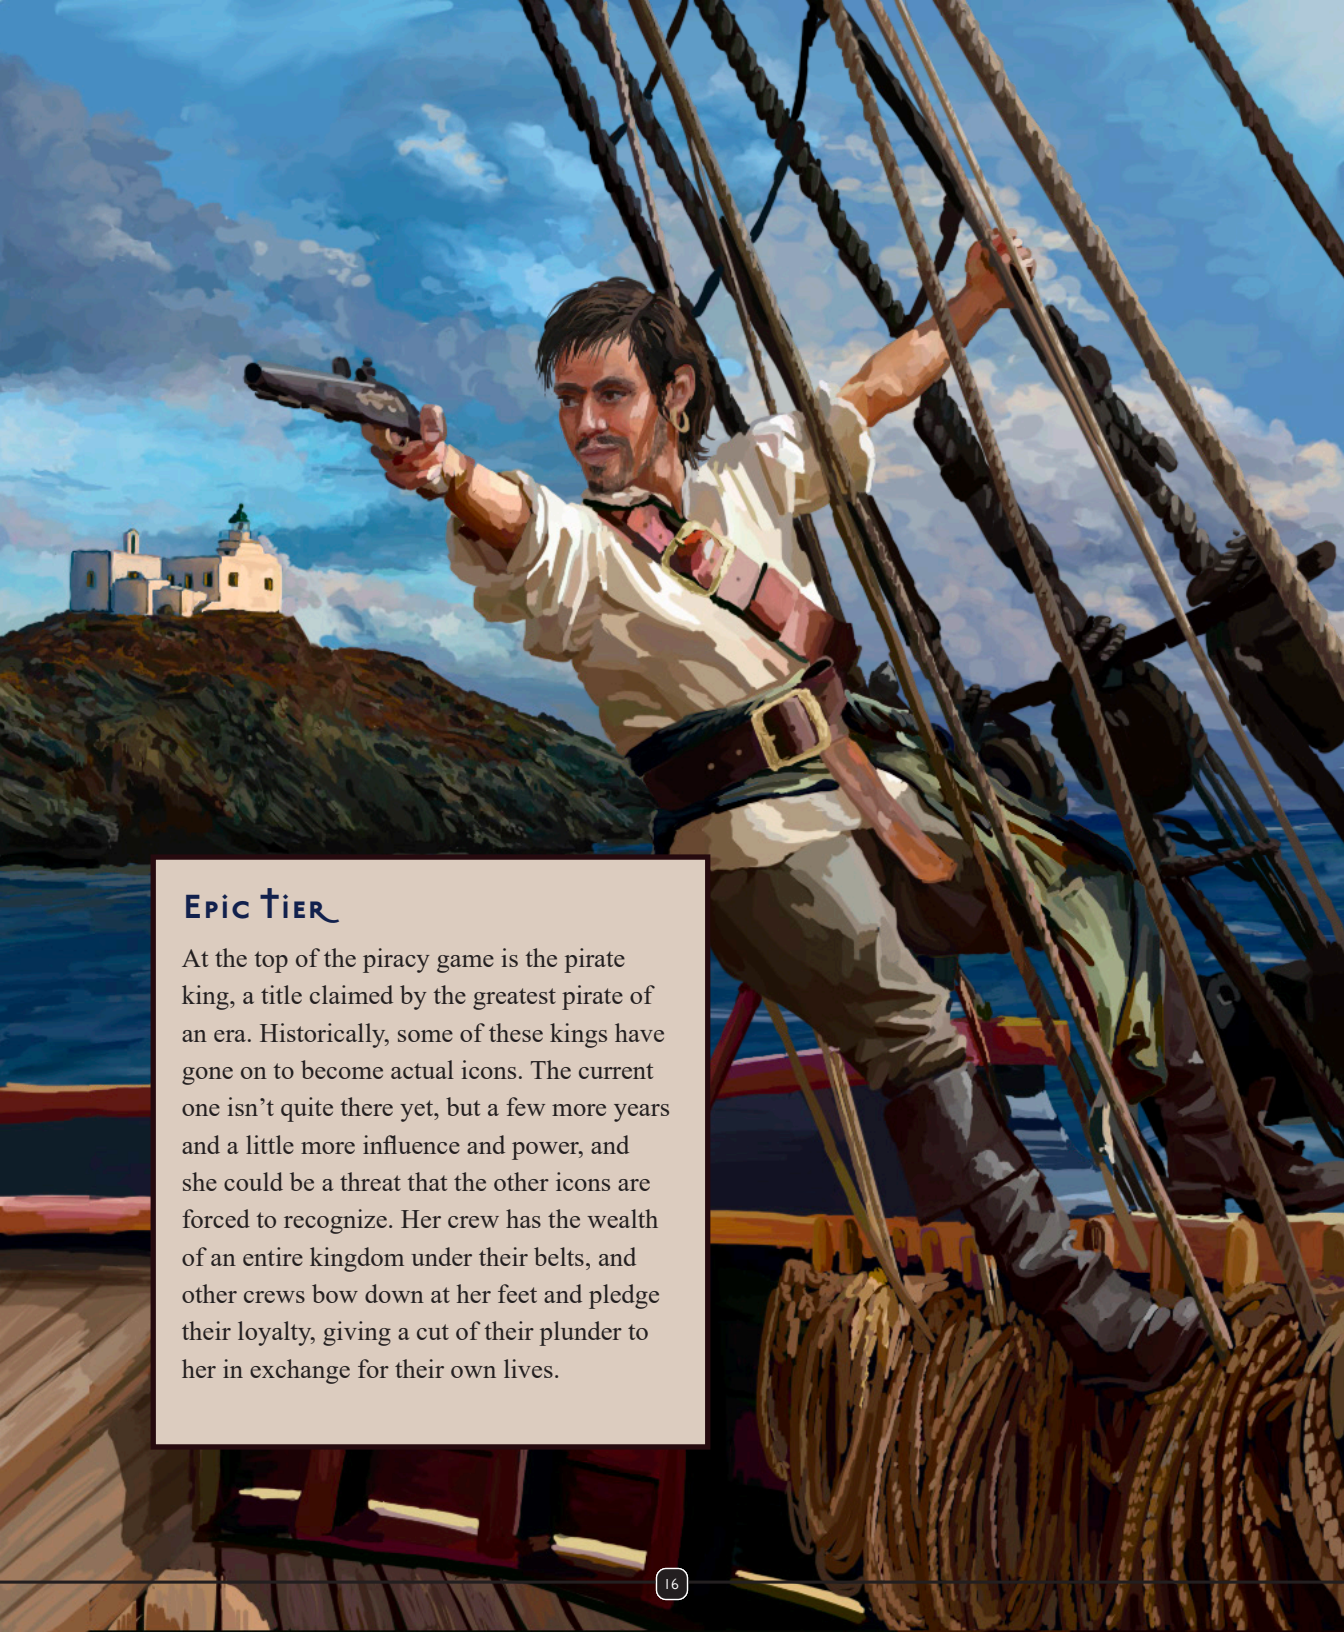 Epic Tier
At the top of the piracy game is the pirate
king, a title claimed by the greatest pirate of
an era. Historically, some of these kings have
gone on to become actual icons. The current
one isn’t quite there yet, but a few more years
and a little more influence and power, and
she could be a threat that the other icons are
forced to recognize. Her crew has the wealth
of an entire kingdom under their belts, and
other crews bow down at her feet and pledge
their loyalty, giving a cut of their plunder to
her in exchange for their own lives.
16